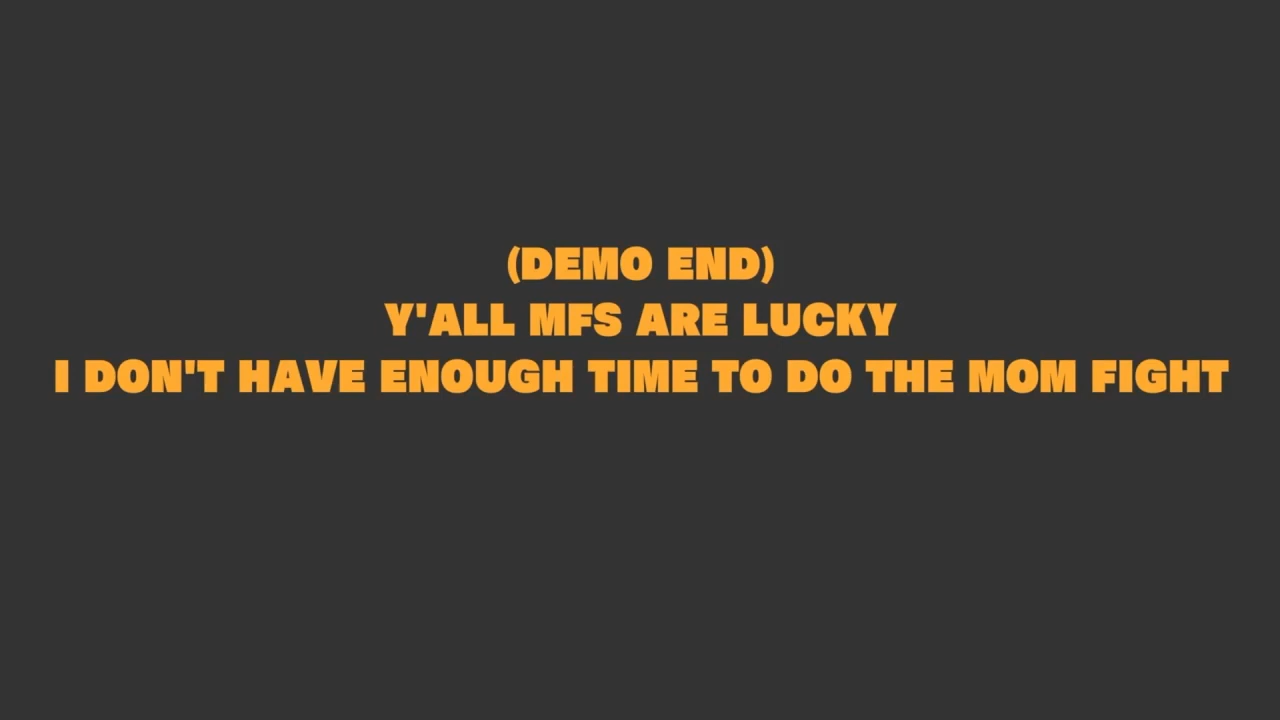 (DEMO END)
Y'ALL MFS ARE LUCKY
I DON'T HAVE ENOUGH TIME TO DO THE MOM FIGHT